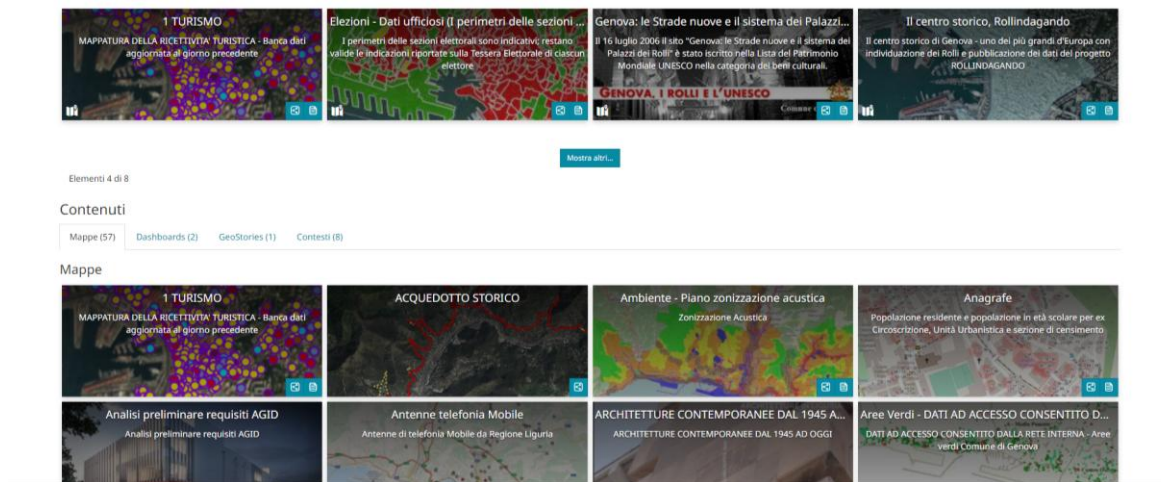 1 TURISMO
MAPPATURA DELLA RICETTIVITA' TURISTICA - Banca dati
aggiornata al giorno precedente
Elezioni - Dati ufficiosi (I perimetri delle sezioni ...
I perimetri delle sezioni elettorali sono indicativi; restano
valide le indicazioni riportate sulla Tessera Elettorale di ciascun
elettore
Genova: le Strade nuove e il sistema dei Palazzi...
Il 16 luglio 2006 il sito "Genova: le Strade nuove e il sistema dei
Palazzi dei Rolli" è stato iscritto nella Lista del Patrimonio
Mondiale UNESCO nella categoria dei beni culturali.
GENOVA, I ROLLI E L'UNESCO
Comune
Il centro storico, Rollindagando
Il centro storico di Genova - uno dei più grandi d'Europa con
individuazione dei Rolli e pubblicazione dei dati del progetto
ROLLINDAGANDO
Mostra altri...
Elementi 4 di 8
Contenuti
Mappe (57) Dashboards (2) GeoStories (1) Contesti (8)
Mappe
1 TURISMO
MAPPATURA DELLA RICETTIVITA' TURISTICA - Banca dati
aggiornata al giorno precedente
ACQUEDOTTO STORICO
Ambiente - Piano zonizzazione acustica
Zonizzazione Acustica
Anagrafe
Popolazione residente e popolazione in età scolare per ex
Circoscrizione, Unità Urbanistica e sezione di censimento
Analisi preliminare requisiti AGID
Analisi preliminare requisiti AGID
Antenne telefonia Mobile
Antenne di telefonia Mobile da Regione Liguria
ARCHITETTURE CONTEMPORANEE DAL 1945 A...
ARCHITETTURE CONTEMPORANEE DAL 1945 AD OGGI
Aree Verdi - DATI AD ACCESSO CONSENTITO D...
DATI AD ACCESSO CONSENTITO DALLA RETE INTERNA - Aree
verdi Comune di Genova